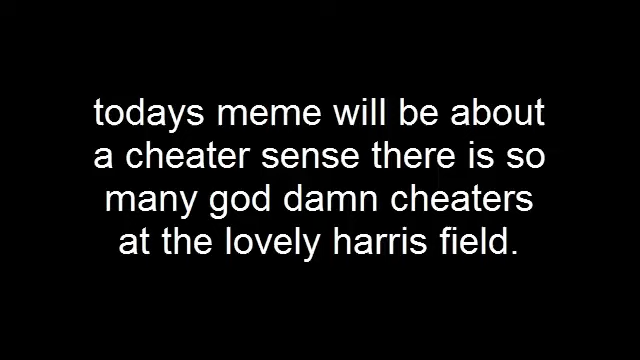 todays meme will be about
a cheater sense there is so
many god damn cheaters
at the lovely harris field.